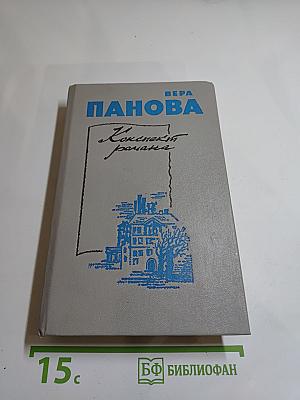 ВЕРА
ПАНОВА
Конспект
романа
15с
БФ
БИБЛИОФАН